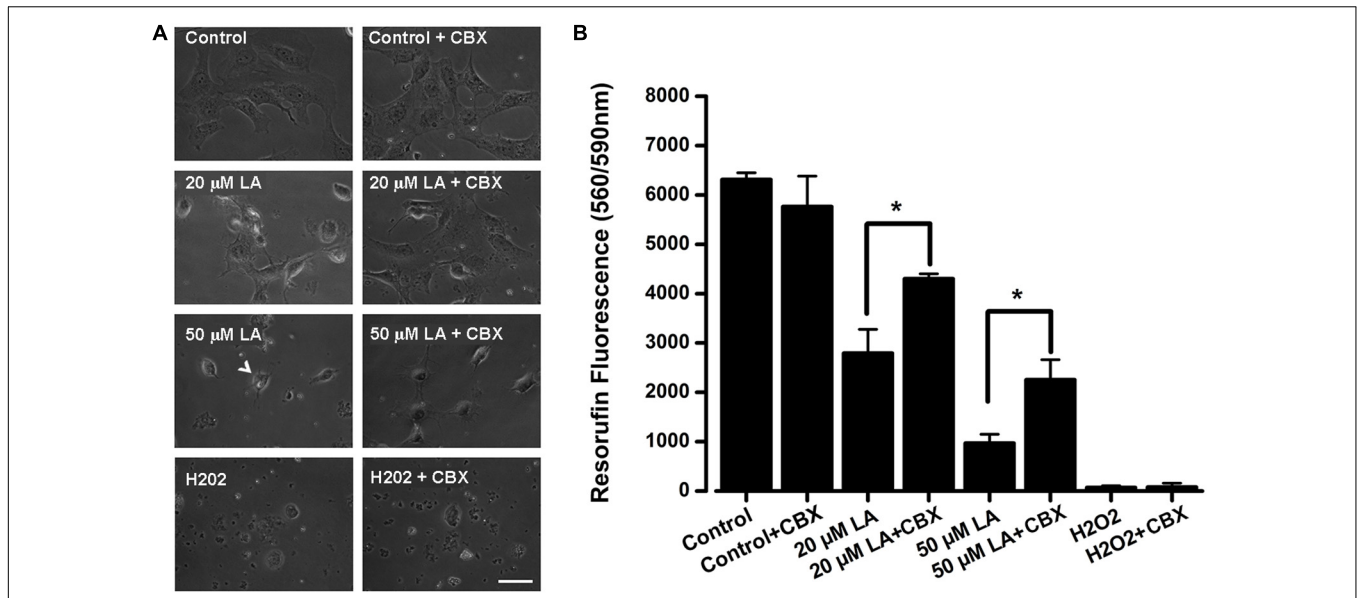 A
Control
Control + CBX
20 μM LA
20 μM LA + CBX
50 μM LA
50 μM LA + CBX
H202
H202 + CBX
B
Resorufin Fluorescence (560/590nm)
8000
7000
6000
5000
4000
3000
2000
1000
0
*
*
Control
Control+CBX
20 µM LA
20 µM LA+CBX
50 µM LA
50 µM LA+CBX
H2O2
H2O2+CBX